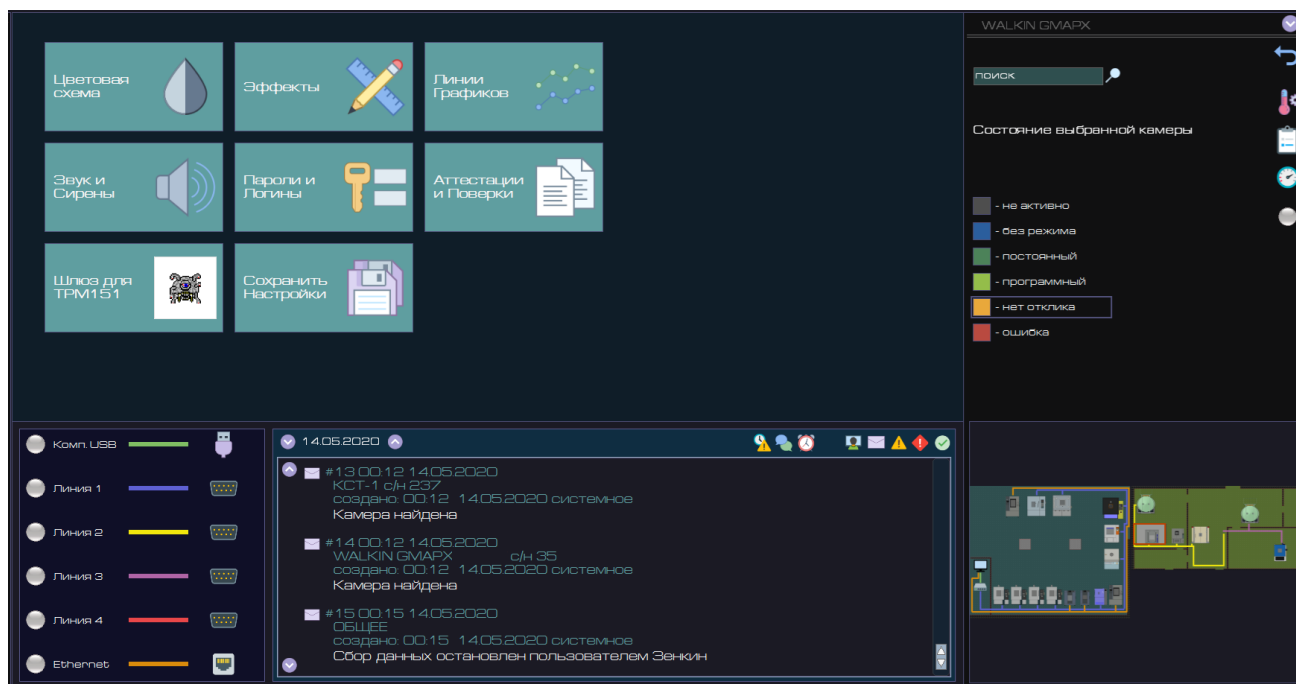 Цветовая
схема
Эффекты
Линии
Графиков
Звук и
Сирены
Пароли и
Логины
Аттестации
и Поверки
Шлюз для
ТРМ151
Сохранить
Настройки
WALKIN GMAPX
поиск
Состояние выбранной камеры
- не активно
- без режима
- постоянный
- программный
- нет отклика
- ошибка
Комп. USB
Линия 1
Линия 2
Линия 3
Линия 4
Ethernet
14.05.2020
#13 00:12 14.05.2020
КСТ-1 с/н 237
создано: 00:12 14.05.2020 системное
Камера найдена
#14 00:12 14.05.2020
WALKIN GMAPX с/н 35
создано: 00:12 14.05.2020 системное
Камера найдена
#15 00:15 14.05.2020
ОБЩЕЕ
создано: 00:15 14.05.2020 системное
Сбор данных остановлен пользователем Зенкин